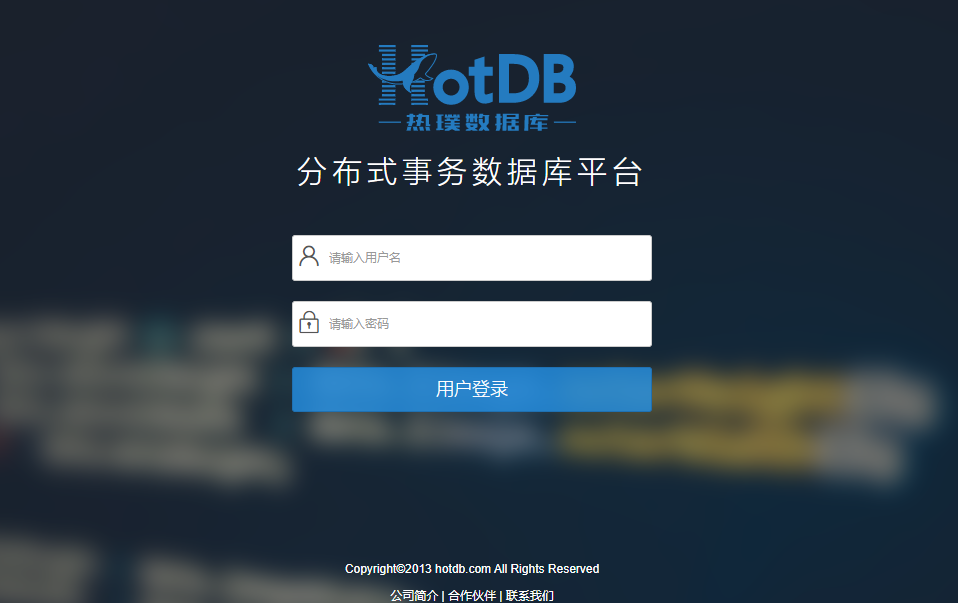 HotDB
热璞数据库
分布式事务数据库平台
请输入用户名
请输入密码
用户登录
Copyright©2013 hotdb.com All Rights Reserved
公司简介 | 合作伙伴 | 联系我们